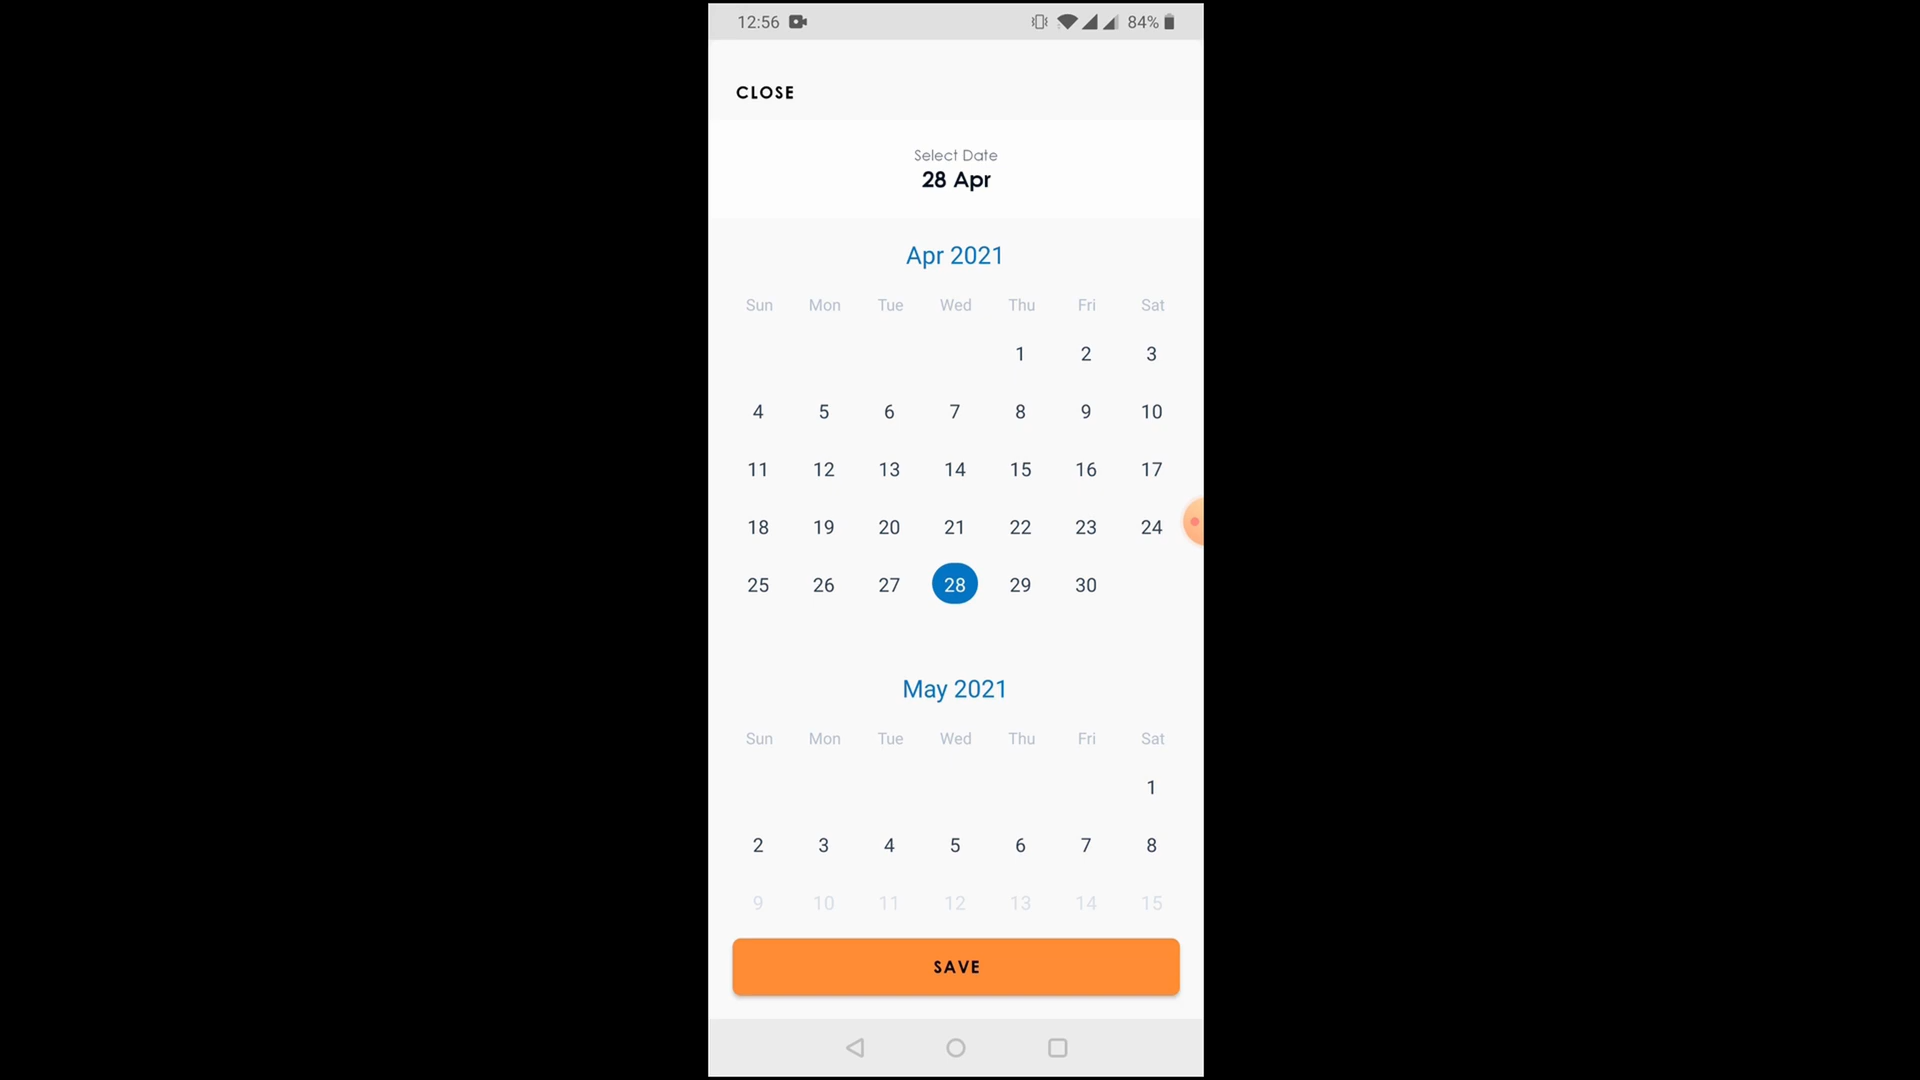 12:56 84%
CLOSE
Select Date
28 Apr
Apr 2021
Sun Mon Tue Wed Thu Fri Sat
1 2 3
4 5 6 7 8 9 10
11 12 13 14 15 16 17
18 19 20 21 22 23 24
25 26 27 28 29 30
May 2021
Sun Mon Tue Wed Thu Fri Sat
1
2 3 4 5 6 7 8
9 10 11 12 13 14 15
SAVE